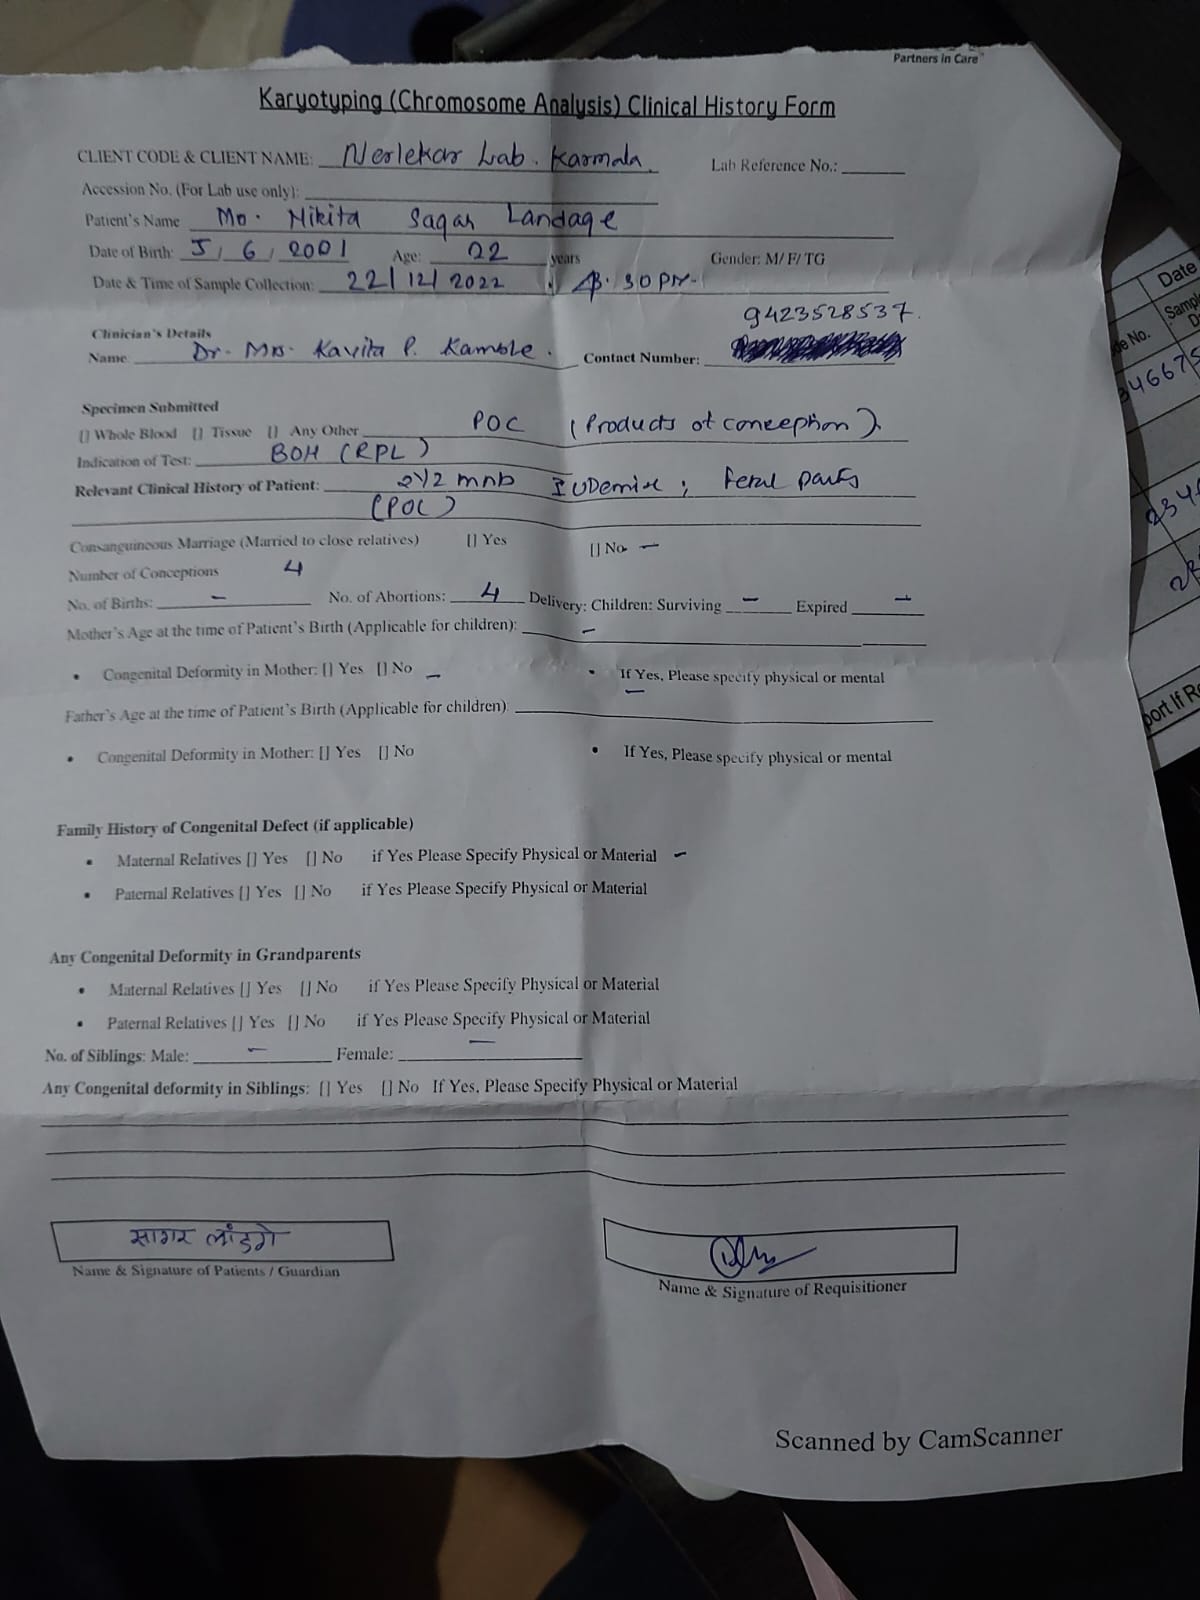 Partners in Care
Karyotyping (Chromosome Analysis) Clinical History Form
CLIENT CODE & CLIENT NAME: Nerlekar Lab. Karmala Lab Reference No.:
Accession No. (For Lab use only):
Patient's Name Mo. Nikita Sagar Landage
Date of Birth: 5/ 6 / 2001 Age: 22 years Gender: M/ F/ TG
Date & Time of Sample Collection: 22/12/2022 . 30 PM-
9423528537.
Clinician's Details
Name Dr. Mrs. Kavita P. Kamble. Contact Number:
Specimen Submitted
[] Whole Blood [] Tissue [] Any Other POC (Products of conception)
Indication of Test: BOH (RPL)
Relevant Clinical History of Patient: 2 1/2 mnb IUDemise; Fetal parts
(POC)
Consanguineous Marriage (Married to close relatives) [] Yes [] No -
Number of Conceptions 4
No. of Births: - No. of Abortions: 4 Delivery: Children: Surviving - Expired -
Mother's Age at the time of Patient's Birth (Applicable for children): -
• Congenital Deformity in Mother: [] Yes [] No - • If Yes, Please specify physical or mental
Father's Age at the time of Patient's Birth (Applicable for children) -
• Congenital Deformity in Mother: [] Yes [] No • If Yes, Please specify physical or mental
Family History of Congenital Defect (if applicable)
• Maternal Relatives [] Yes [] No if Yes Please Specify Physical or Material -
• Paternal Relatives [] Yes [] No if Yes Please Specify Physical or Material
Any Congenital Deformity in Grandparents
• Maternal Relatives [] Yes [] No if Yes Please Specify Physical or Material
• Paternal Relatives [] Yes [] No if Yes Please Specify Physical or Material
No. of Siblings: Male: - Female: -
Any Congenital deformity in Siblings: [] Yes [] No If Yes, Please Specify Physical or Material
सागर लांडगे
Name & Signature of Patients / Guardian
Name & Signature of Requisitioner
Scanned by CamScanner
Date
Sampl
de No.
34667
port If Re